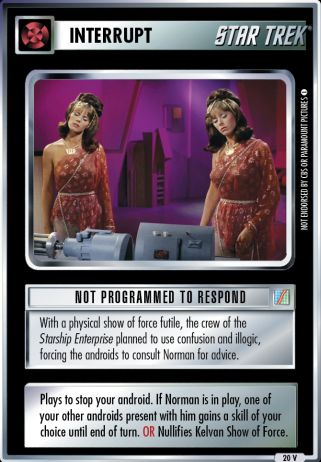 INTERRUPT
STAR TREK®
NOT ENDORSED BY CBS OR PARAMOUNT PICTURES
NOT PROGRAMMED TO RESPOND
With a physical show of force futile, the crew of the
Starship Enterprise planned to use confusion and illogic,
forcing the androids to consult Norman for advice.
Plays to stop your android. If Norman is in play, one of
your other androids present with him gains a skill of your
choice until end of turn. OR Nullifies Kelvan Show of Force.
20 V